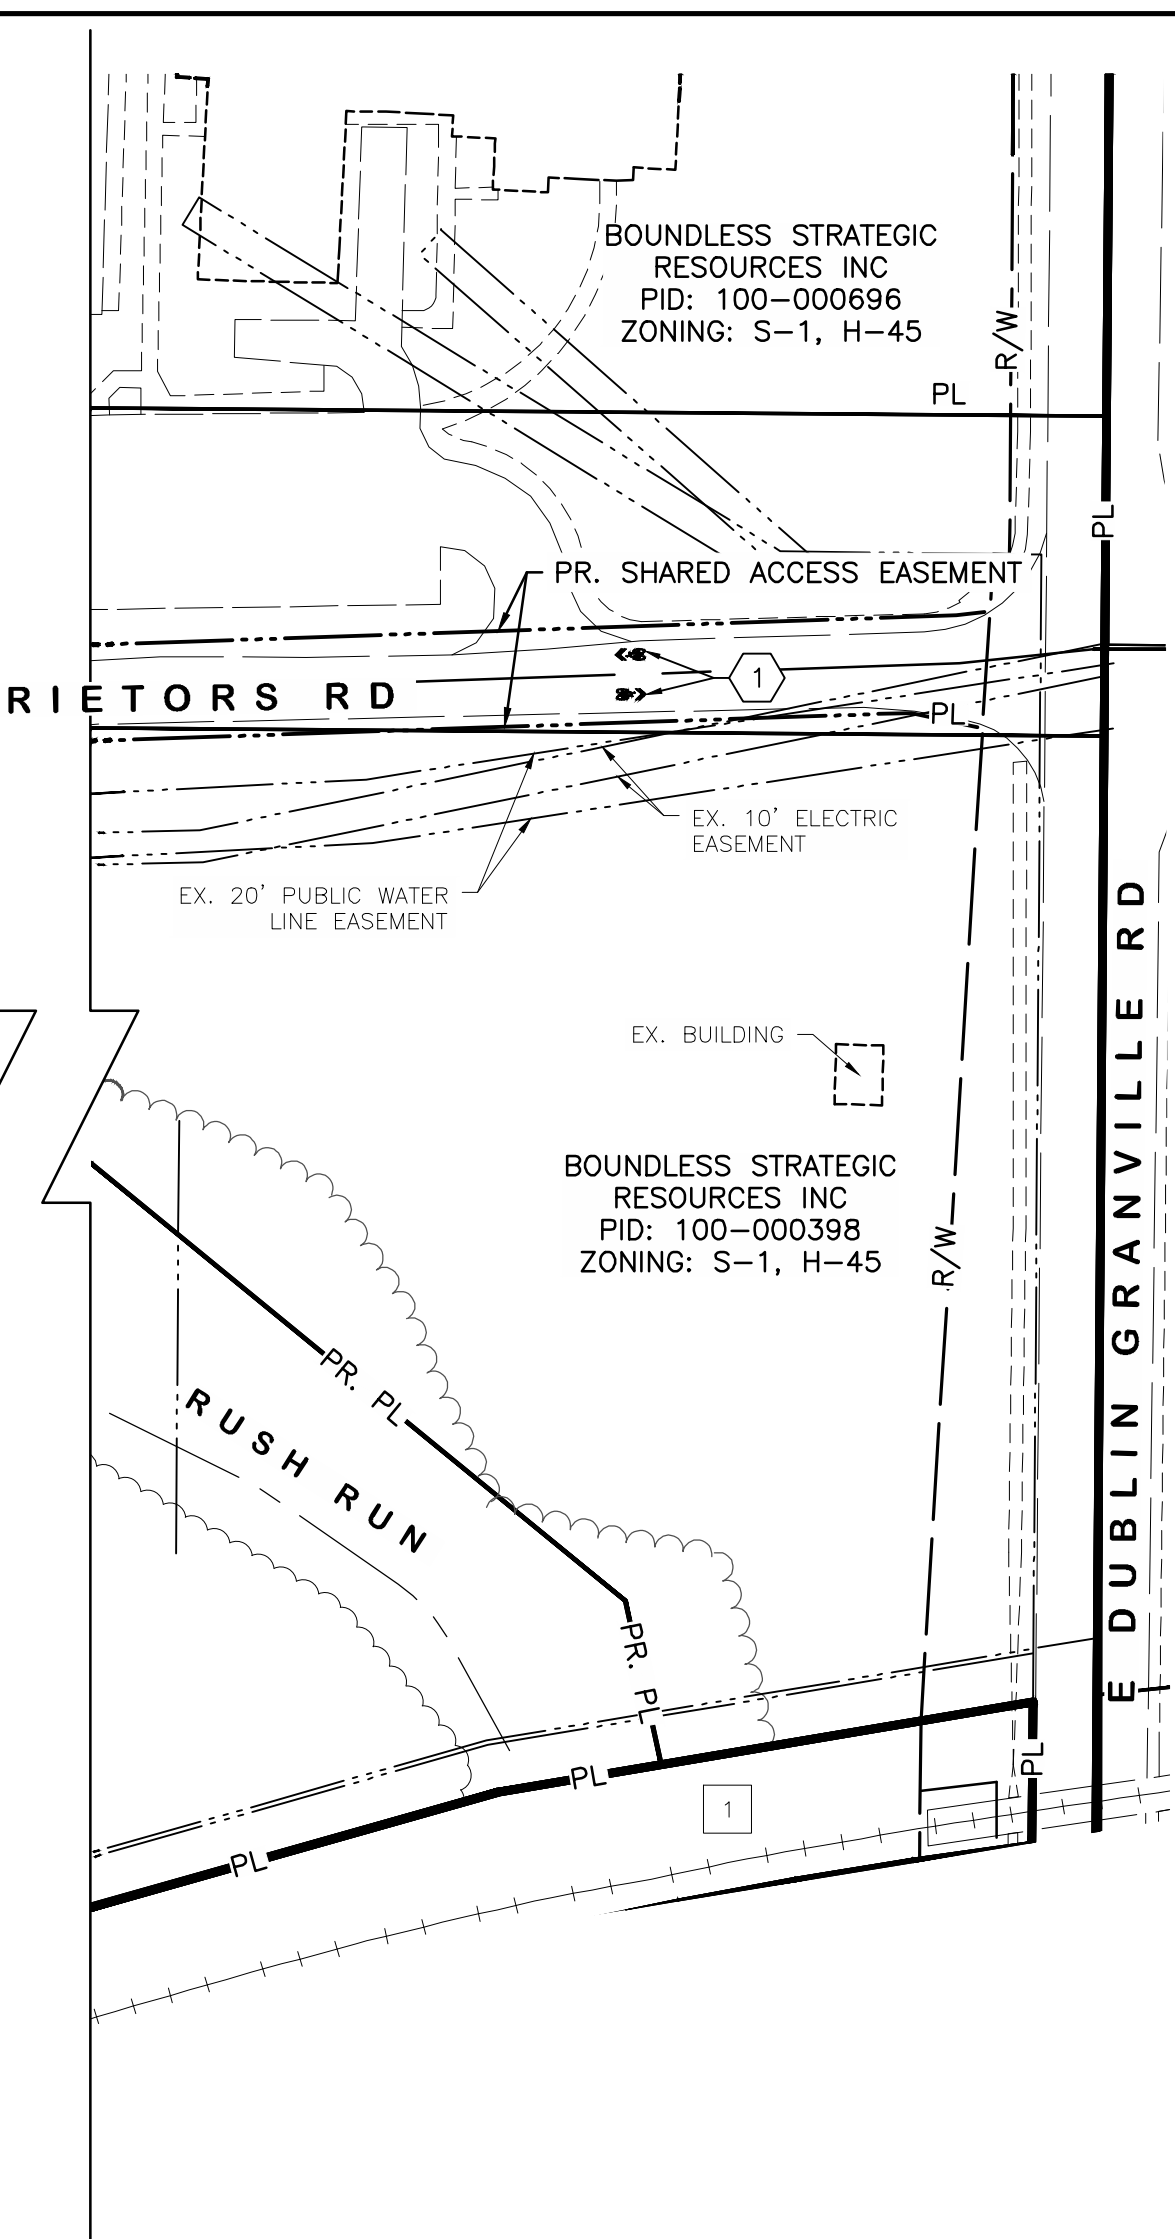 BOUNDLESS STRATEGIC
RESOURCES INC
PID: 100-000696
ZONING: S-1, H-45
R/W
PL
PL
PR. SHARED ACCESS EASEMENT
1
RIETORS RD
PL
EX. 10' ELECTRIC
EASEMENT
EX. 20' PUBLIC WATER
LINE EASEMENT
E DUBLIN GRANVILLE RD
EX. BUILDING
BOUNDLESS STRATEGIC
RESOURCES INC
PID: 100-000398
ZONING: S-1, H-45
R/W
PR. PL
RUSH RUN
PR. PL
PL
PL
1
PL